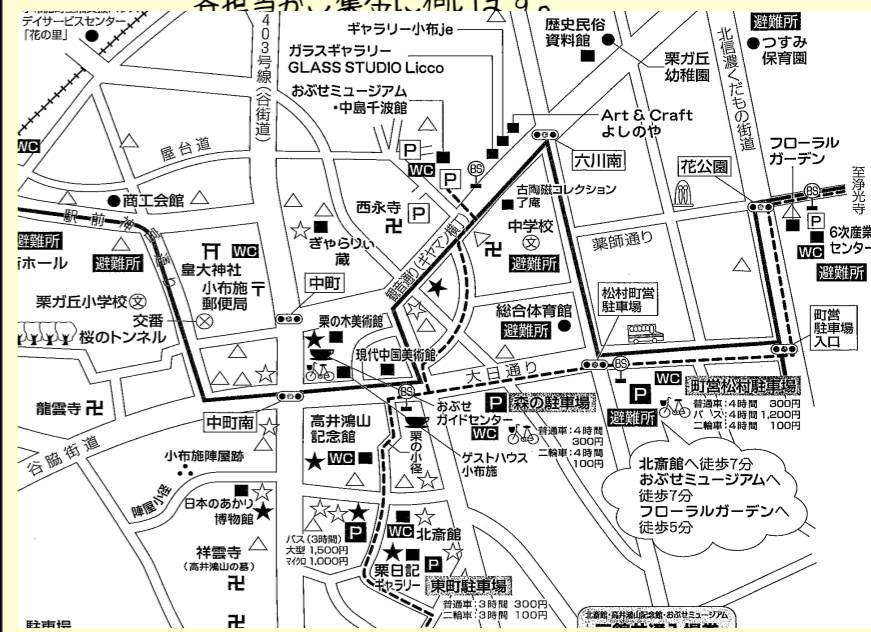 デイサービスセンター
「花の里」
403号線(谷街道)
ギャラリー小布je
ガラスギャラリー
GLASS STUDIO Licco
おぶせミュージアム
・中島千波館
歴史民俗
資料館
栗ガ丘
幼稚園
北信濃くだもの街道
避難所
つすみ
保育園
Art & Craft
よしのや
WC
屋台道
P
WC
P
BS
六川南
花公園
フローラル
ガーデン
BS
至浄光寺
商工会館
西永寺
卍
P
古陶磁コレクション
了庵
中学校
文
避難所
卍
薬師通り
P
6次産業
センター
WC
避難所
避難所
ホール
避難所
皇大神社
WC
小布施
郵便局
〒
ぎゃらりぃ
蔵
中町
観音通り(ギヤマン横丁)
栗ガ丘小学校
文
交番
桜のトンネル
栗の木美術館
現代中国美術館
総合体育館
避難所
松村町営
駐車場
町営
駐車場
入口
大日通り
BS
龍雲寺
卍
中町南
谷脇街道
小布施陣屋跡
陣屋小径
BS
高井鴻山
記念館
WC
栗の小径
おぶせ
ガイドセンター
WC
ゲストハウス
小布施
P
森の駐車場
普通車:4時間
300円
二輪車:4時間
100円
P
WC
避難所
町営松村駐車場
普通車:4時間 300円
バ ス:4時間 1,200円
二輪車:4時間 100円
北斎館へ徒歩7分
おぶせミュージアムへ
徒歩7分
フローラルガーデンへ
徒歩5分
日本のあかり
博物館
祥雲寺
(高井鴻山の墓)
卍
卍
バス(3時間)
大型 1,500円
マイクロ 1,000円
P
WC
北斎館
栗日記
ギャラリー
P
東町駐車場
普通車:3時間 300円
二輪車:3時間 100円
北斎館・高井鴻山記念館・おぶせミュージアム